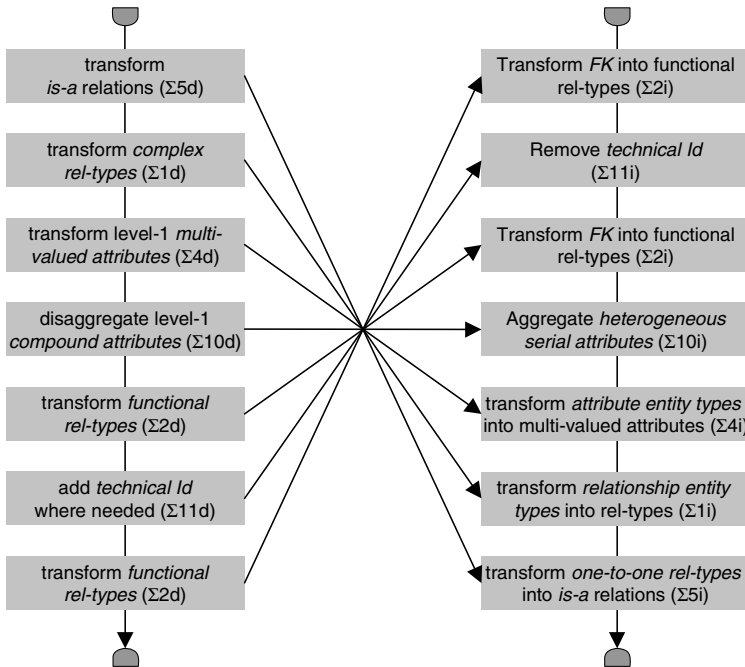 transform
is-a relations (Σ5d)
transform complex
rel-types (Σ1d)
transform level-1 multi-
valued attributes (Σ4d)
disaggregate level-1
compound attributes (Σ10d)
transform functional
rel-types (Σ2d)
add technical Id
where needed (Σ11d)
transform functional
rel-types (Σ2d)
Transform FK into functional
rel-types (Σ2i)
Remove technical Id
(Σ11i)
Transform FK into functional
rel-types (Σ2i)
Aggregate heterogeneous
serial attributes (Σ10i)
transform attribute entity types
into multi-valued attributes (Σ4i)
transform relationship entity
types into rel-types (Σ1i)
transform one-to-one rel-types
into is-a relations (Σ5i)